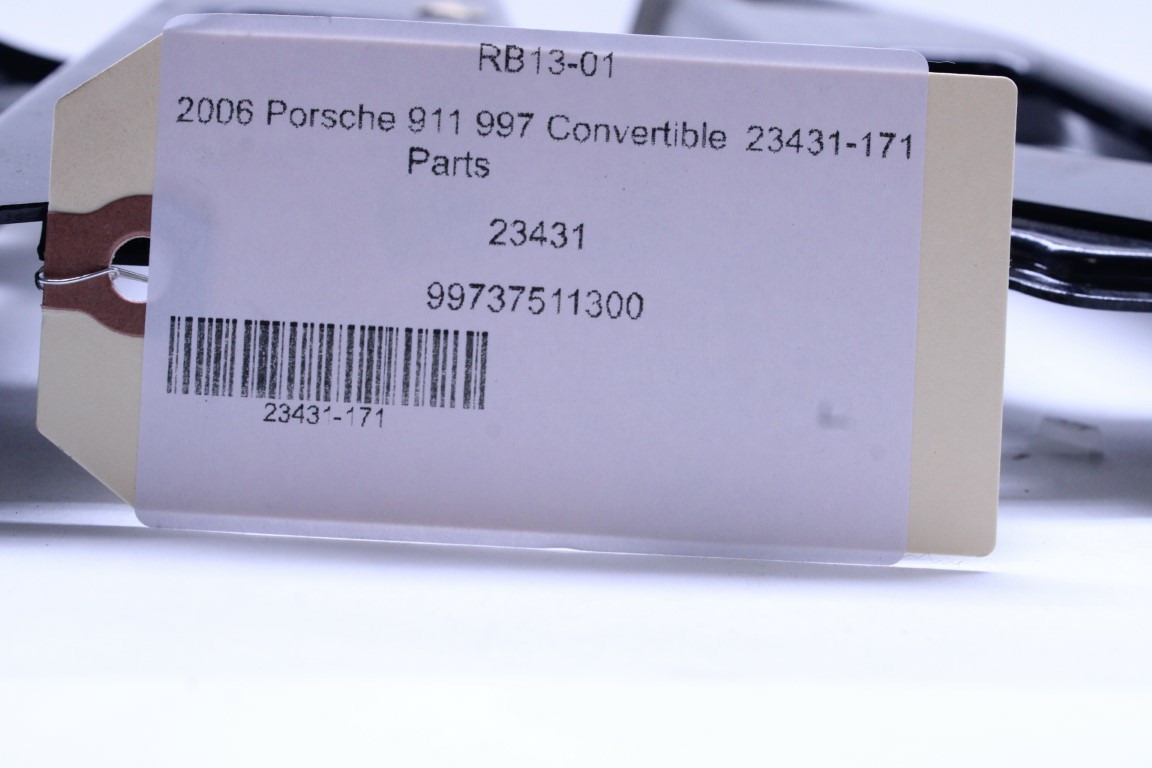 RB13-01
2006 Porsche 911 997 Convertible 23431-171
Parts
23431
99737511300
23431-171